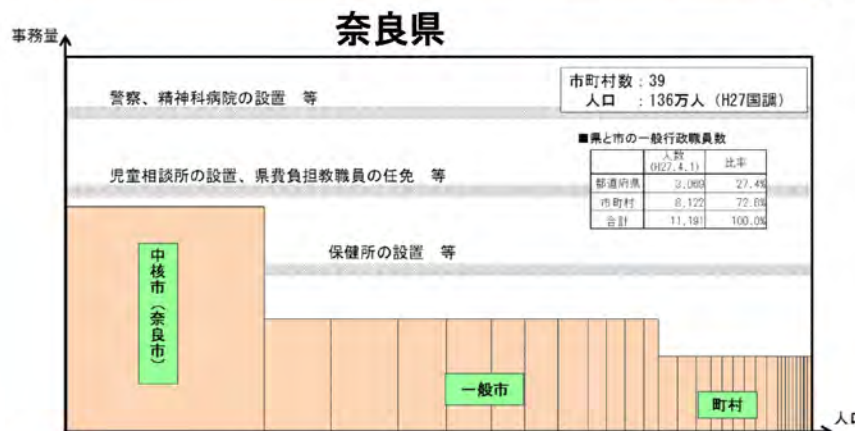 奈良県
事務量
市町村数：39
人口 ：136万人（H27国調）
警察、精神科病院の設置 等
■県と市の一般行政職員数
人数 (H27.4.1) 比率
都道府県 3,069 27.4%
市町村 8,122 72.6%
合計 11,191 100.0%
児童相談所の設置、県費負担教職員の任免 等
保健所の設置 等
中核市（奈良市）
一般市
町村
人口